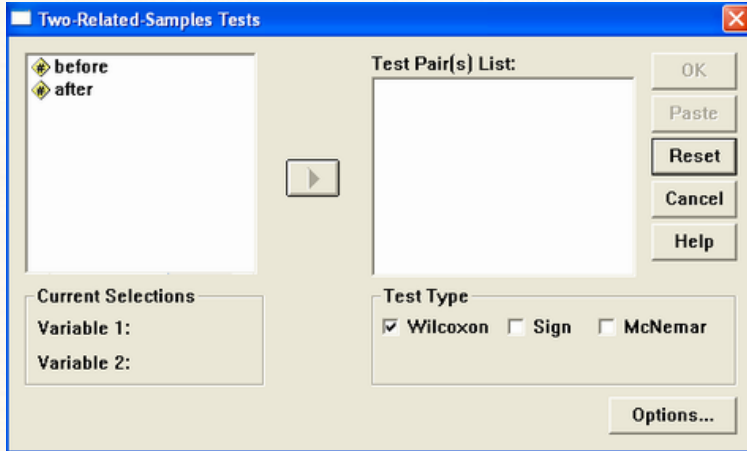 Two-Related-Samples Tests
before
after
Test Pair(s) List:
OK
Paste
Reset
Cancel
Help
Current Selections
Variable 1:
Variable 2:
Test Type
Wilcoxon Sign McNemar
Options...